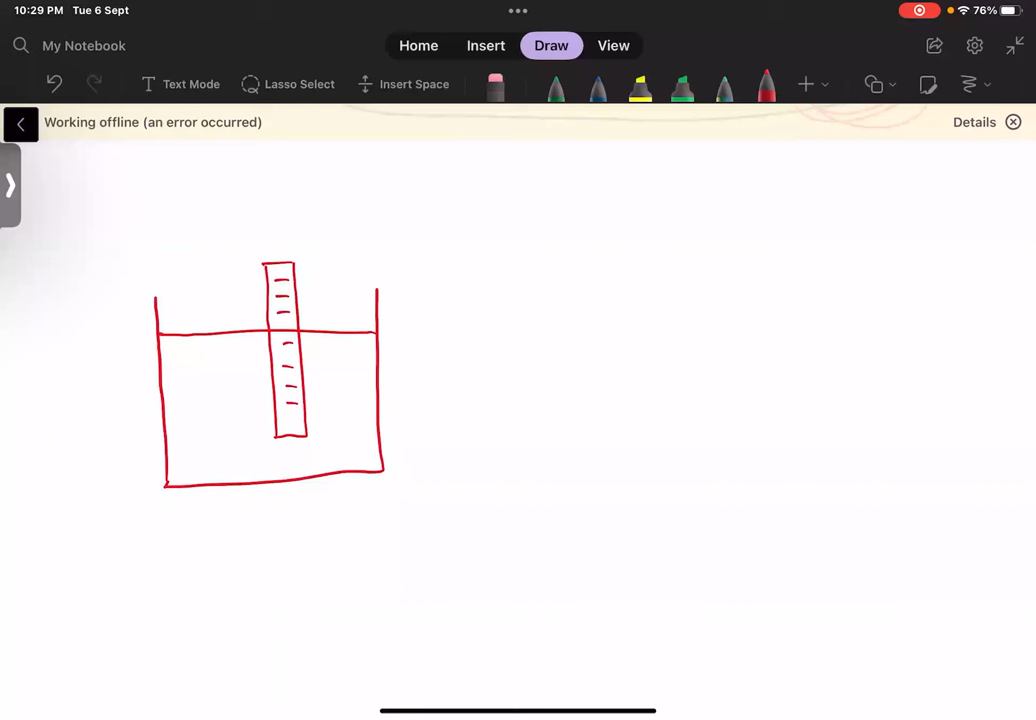 10:29 PM Tue 6 Sept 76%
My Notebook Home Insert Draw View
Text Mode Lasso Select Insert Space
Working offline (an error occurred) Details